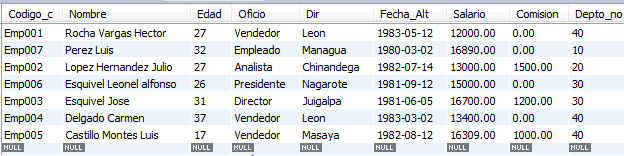 Codigo_c Nombre Edad Oficio Dir Fecha_Alt Salario Comision Depto_no
Emp001 Rocha Vargas Hector 27 Vendedor Leon 1983-05-12 12000.00 0.00 40
Emp007 Perez Luis 32 Empleado Managua 1980-03-02 16890.00 0.00 10
Emp002 Lopez Hernandez Julio 27 Analista Chinandega 1982-07-14 13000.00 1500.00 20
Emp006 Esquivel Leonel alfonso 26 Presidente Nagarote 1981-09-12 15000.00 0.00 30
Emp003 Esquivel Jose 31 Director Juigalpa 1981-06-05 16700.00 1200.00 30
Emp004 Delgado Carmen 37 Vendedor Leon 1983-03-02 13400.00 0.00 40
Emp005 Castillo Montes Luis 17 Vendedor Masaya 1982-08-12 16309.00 1000.00 40
NULL NULL NULL NULL NULL NULL NULL NULL NULL